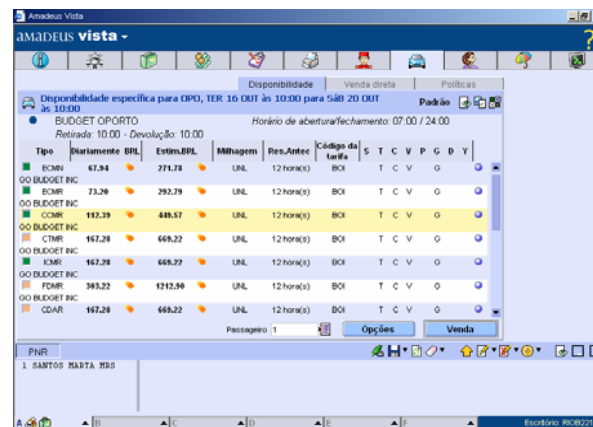 Amadeus Vista
aMaDEUS vista
?
Disponibilidade Venda direta Políticas
Disponibilidade específica para OPO, TER 16 OUT às 10:00 para SáB 20 OUT
às 10:00
Padrão
BUDGET OPORTO Horário de abertura/fechamento: 07:00 / 24:00
Retirada: 10:00 - Devolução: 10:00
Tipo Diariamente BRL Estim.BRL Milhagem Res.Antec Código da tarifa S T C V P G D Y
ECMN 67.94 271.78 UNL 12 hora(s) BOI T C V G
GO BUDGET INC
ECMR 73.20 292.79 UNL 12 hora(s) BOI T C V G
GO BUDGET INC
CCMR 112.39 449.57 UNL 12 hora(s) BOI T C V G
GO BUDGET INC
CTMR 167.28 669.22 UNL 12 hora(s) BOI T C V G
GO BUDGET INC
ICMR 167.28 669.22 UNL 12 hora(s) BOI T C V G
GO BUDGET INC
FDMR 303.22 1212.90 UNL 12 hora(s) BOI T C V G
GO BUDGET INC
CDAR 167.28 669.22 UNL 12 hora(s) BOI T C V G
Passageiro 1 Opções Venda
PNR
1 SANTOS MARTA MRS
A B C D E F Escritório: RIOB221